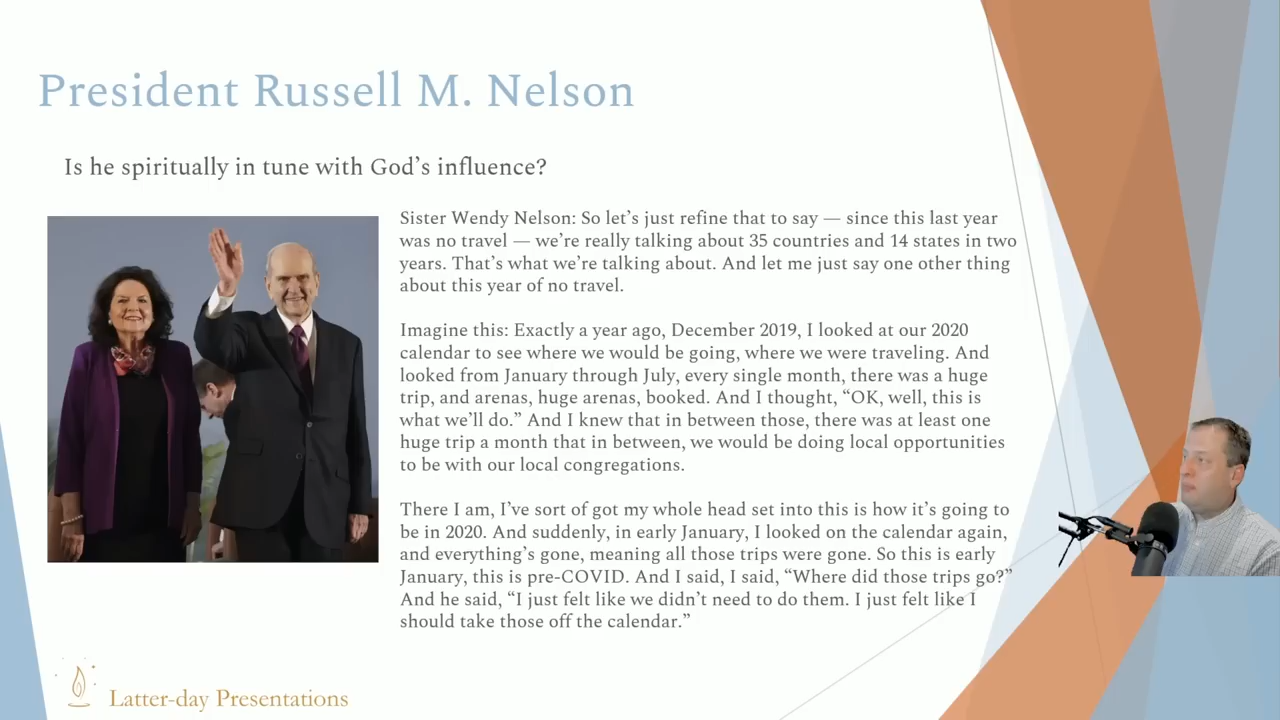 President Russell M. Nelson
Is he spiritually in tune with God’s influence?
Sister Wendy Nelson: So let’s just refine that to say — since this last year
was no travel — we’re really talking about 35 countries and 14 states in two
years. That’s what we’re talking about. And let me just say one other thing
about this year of no travel.
Imagine this: Exactly a year ago, December 2019, I looked at our 2020
calendar to see where we would be going, where we were traveling. And
looked from January through July, every single month, there was a huge
trip, and arenas, huge arenas, booked. And I thought, “OK, well, this is
what we’ll do.” And I knew that in between those, there was at least one
huge trip a month that in between, we would be doing local opportunities
to be with our local congregations.
There I am, I’ve sort of got my whole head set into this is how it’s going to
be in 2020. And suddenly, in early January, I looked on the calendar again,
and everything’s gone, meaning all those trips were gone. So this is early
January, this is pre-COVID. And I said, I said, “Where did those trips go?”
And he said, “I just felt like we didn’t need to do them. I just felt like I
should take those off the calendar.”
Latter-day Presentations